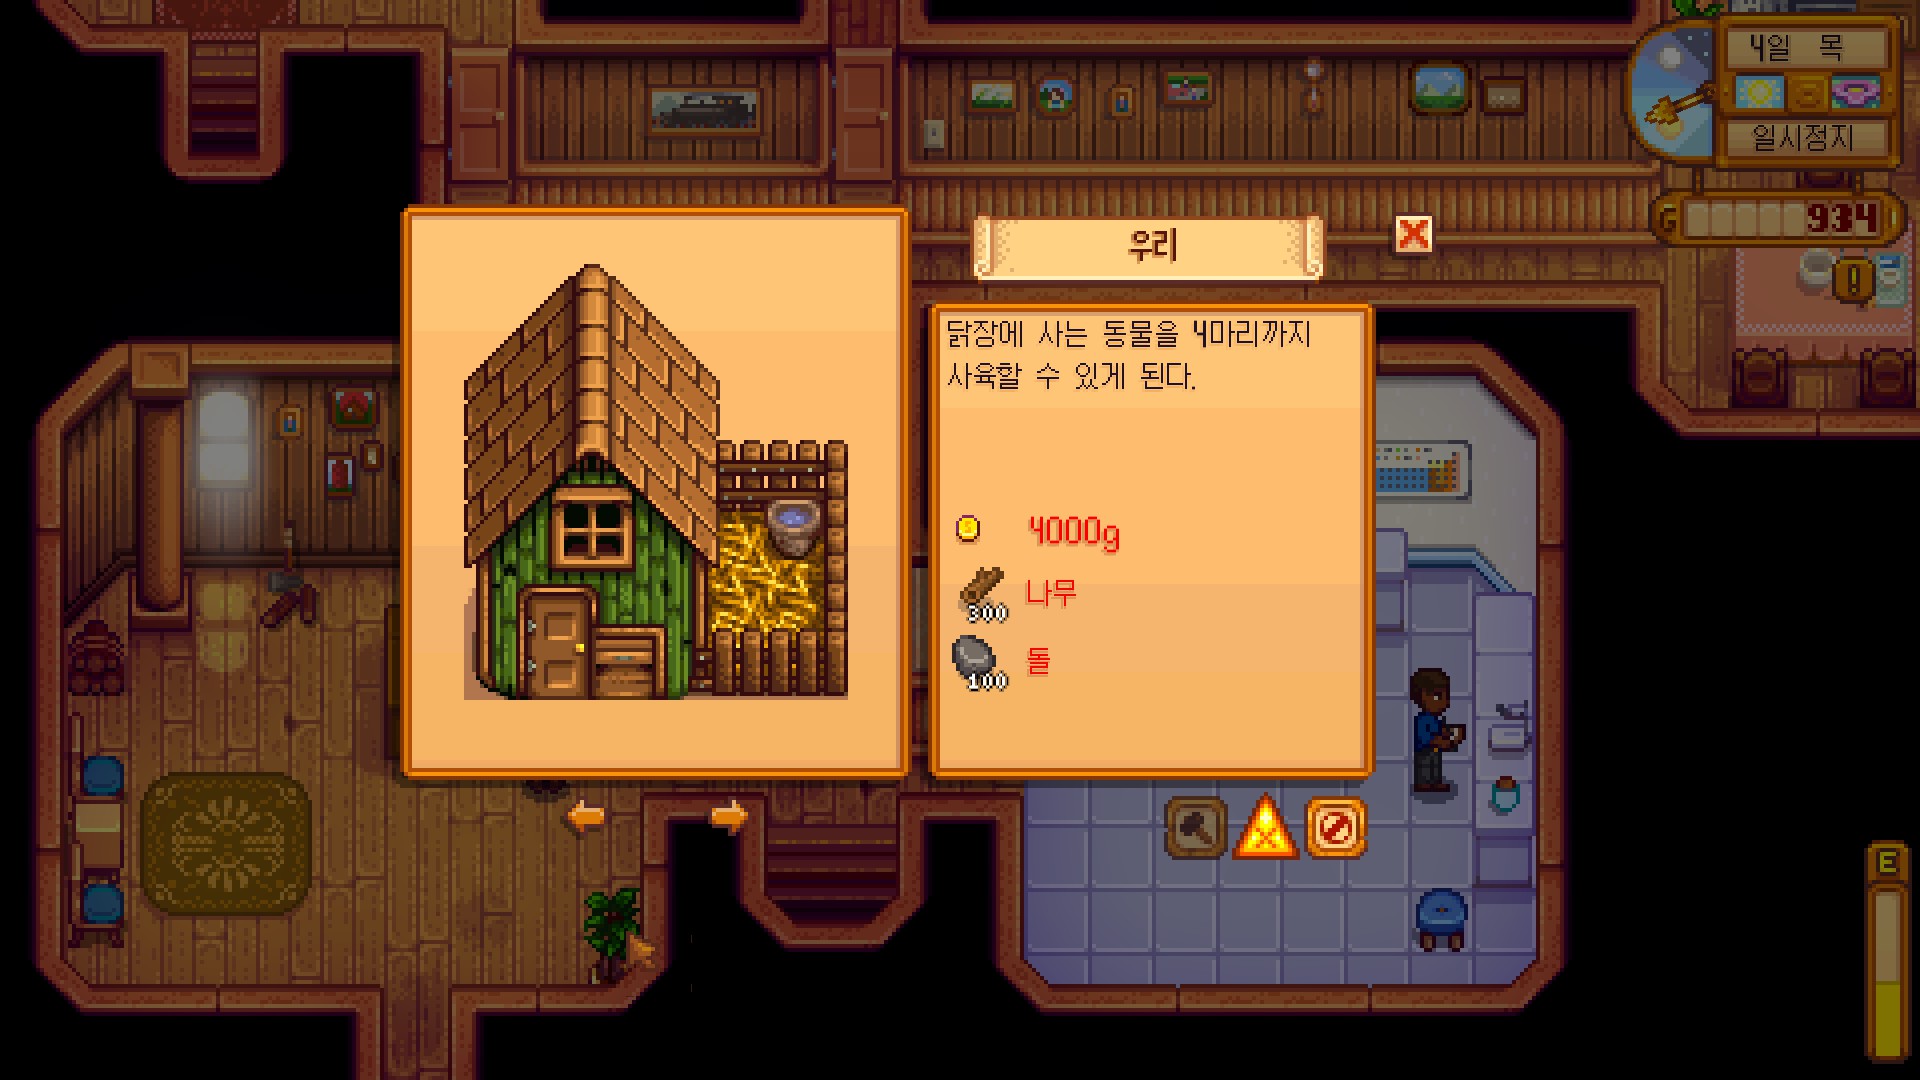 4일 목
일시정지
934
우리
닭장에 사는 동물을 4마리까지
사육할 수 있게 된다.
4000g
300 나무
100 돌
E